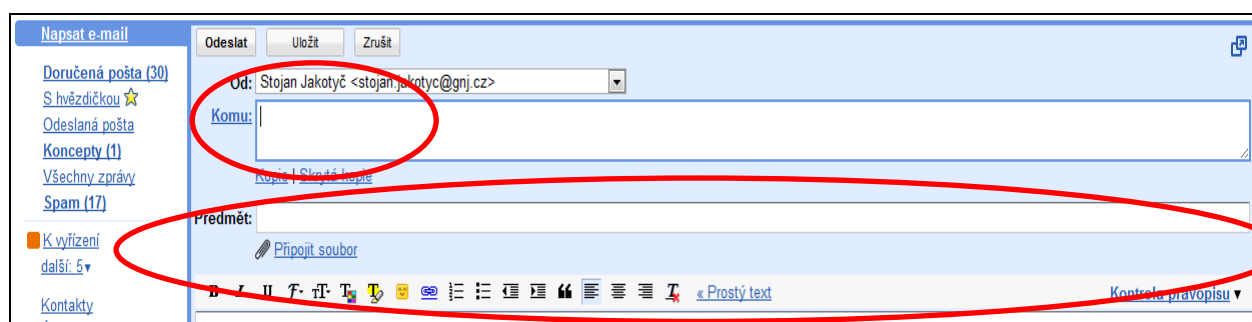 Napsat e-mail
Doručená pošta (30)
S hvězdičkou
Odeslaná pošta
Koncepty (1)
Všechny zprávy
Spam (17)
K vyřízení
další: 5▾
Kontakty
Odeslat Uložit Zrušit
Od: Stojan Jakotyč <stojan.jakotyc@gnj.cz>
Komu:
Kopie | Skrytá kopie
Předmět:
Připojit soubor
B I U F T T T « Prostý text Kontrola pravopisu ▼